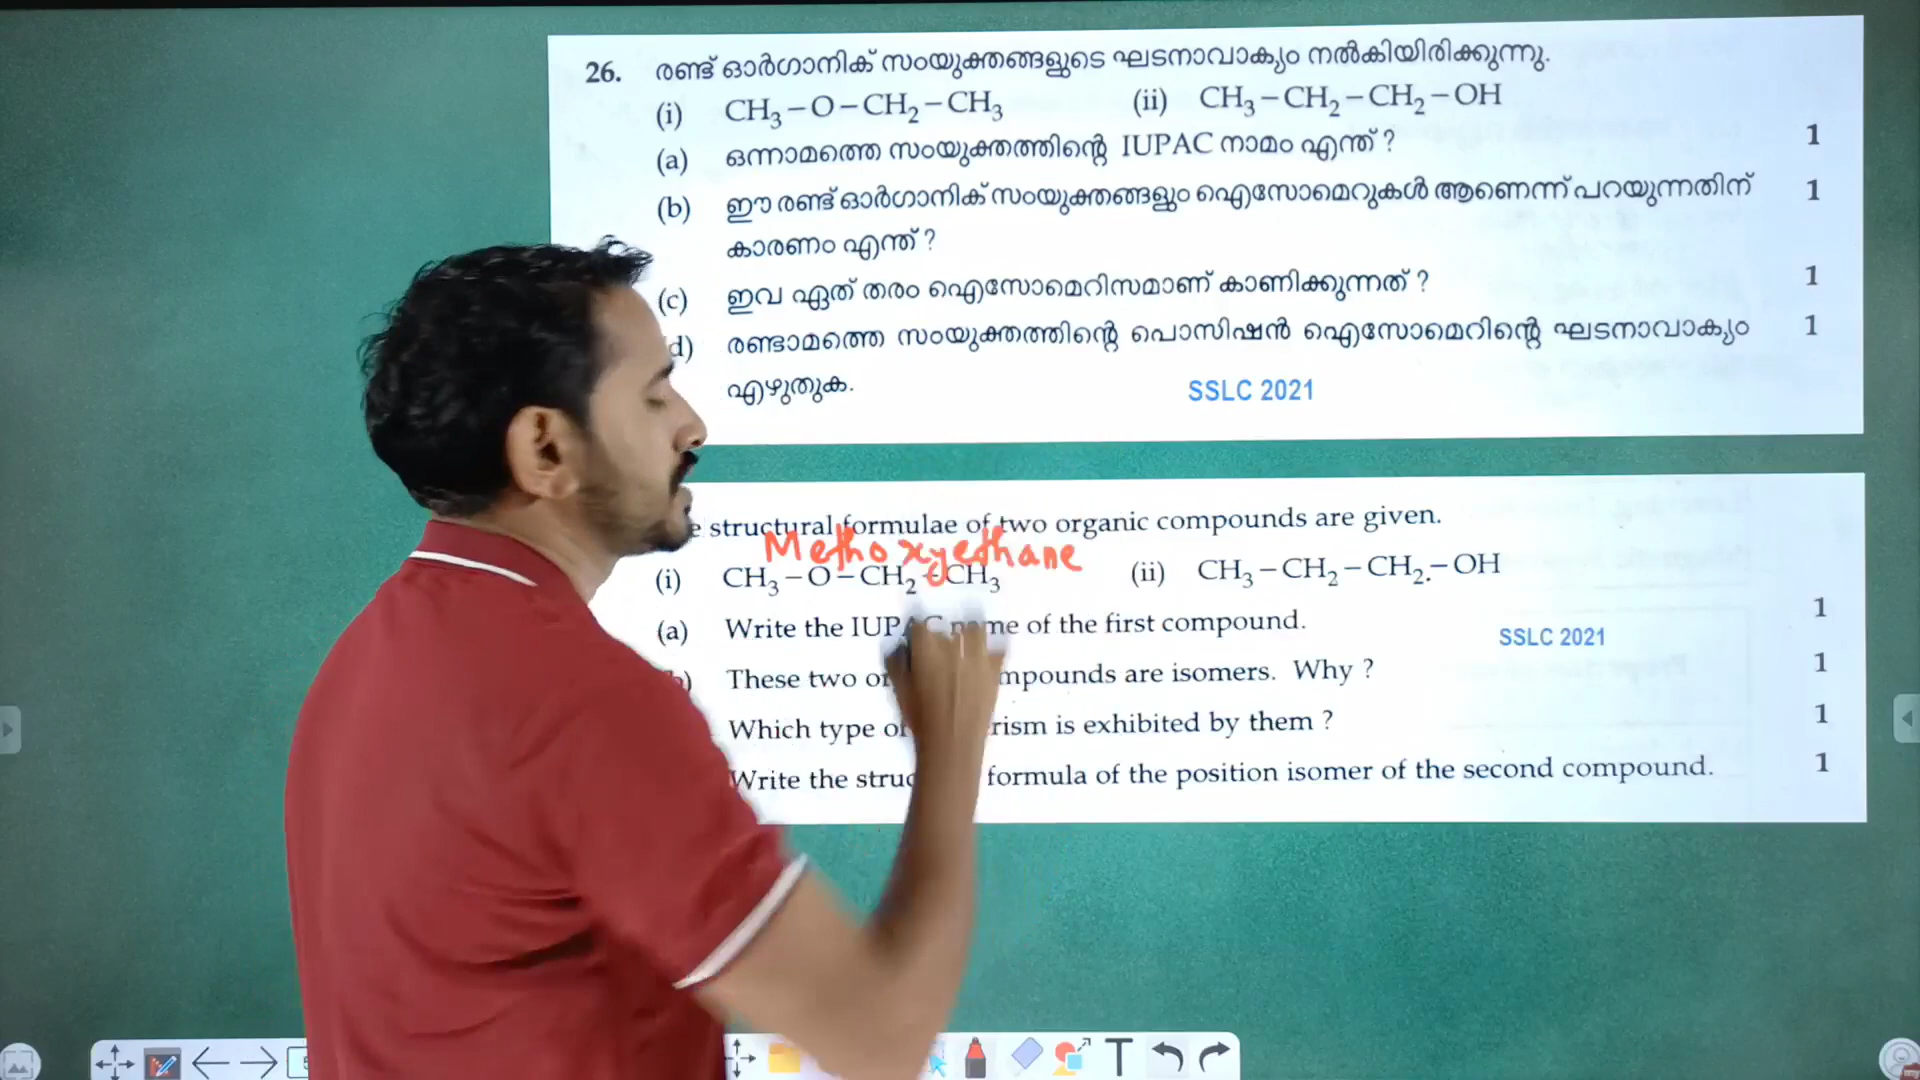 26. രണ്ട് ഓർഗാനിക് സംയുക്തങ്ങളുടെ ഘടനാവാക്യം നൽകിയിരിക്കുന്നു.
(i) CH₃−O−CH₂−CH₃ (ii) CH₃−CH₂−CH₂−OH
(a) ഒന്നാമത്തെ സംയുക്തത്തിന്റെ IUPAC നാമം എന്ത് ? 1
(b) ഈ രണ്ട് ഓർഗാനിക് സംയുക്തങ്ങളും ഐസോമെറുകൾ ആണെന്ന് പറയുന്നതിന് 1
കാരണം എന്ത് ?
(c) ഇവ ഏത് തരം ഐസോമെറിസമാണ് കാണിക്കുന്നത് ? 1
d) രണ്ടാമത്തെ സംയുക്തത്തിന്റെ പൊസിഷൻ ഐസോമെറിന്റെ ഘടനാവാക്യം 1
എഴുതുക. SSLC 2021
structural formulae of two organic compounds are given.
Methoxyethane
(i) CH₃−O−CH₂−CH₃ (ii) CH₃−CH₂−CH₂−OH
(a) Write the IUPAC name of the first compound. 1
SSLC 2021
These two compounds are isomers. Why ? 1
Which type of is exhibited by them ? 1
Write the formula of the position isomer of the second compound. 1
T